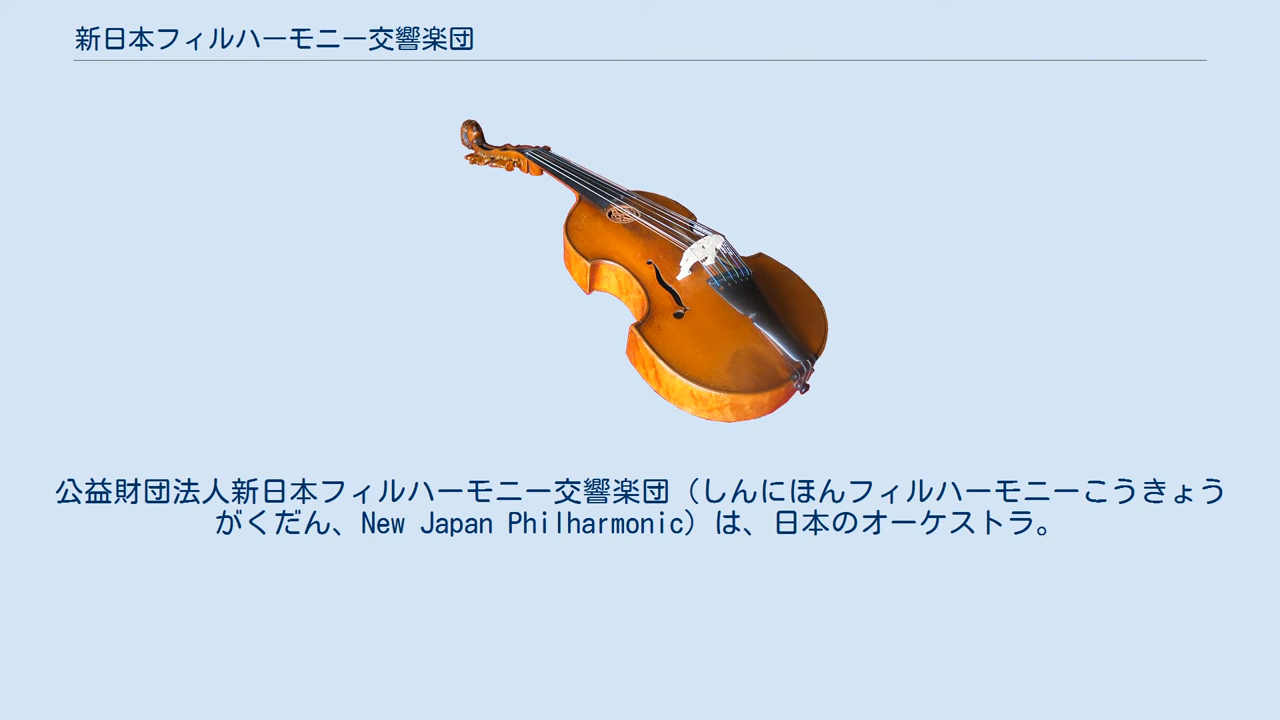 新日本フィルハーモニー交響楽団
公益財団法人新日本フィルハーモニー交響楽団（しんにほんフィルハーモニーこうきょう
がくだん、New Japan Philharmonic）は、日本のオーケストラ。